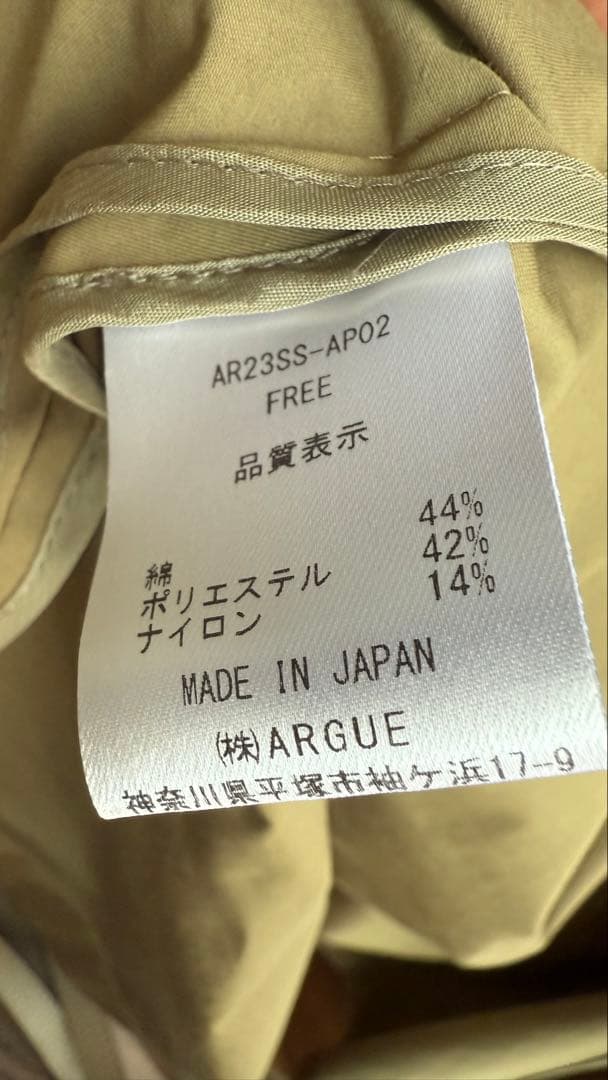 AR23SS-AP02
FREE
品質表示
綿 44%
ポリエステル 42%
ナイロン 14%
MADE IN JAPAN
(株)ARGUE
神奈川県平塚市袖ケ浜17-9